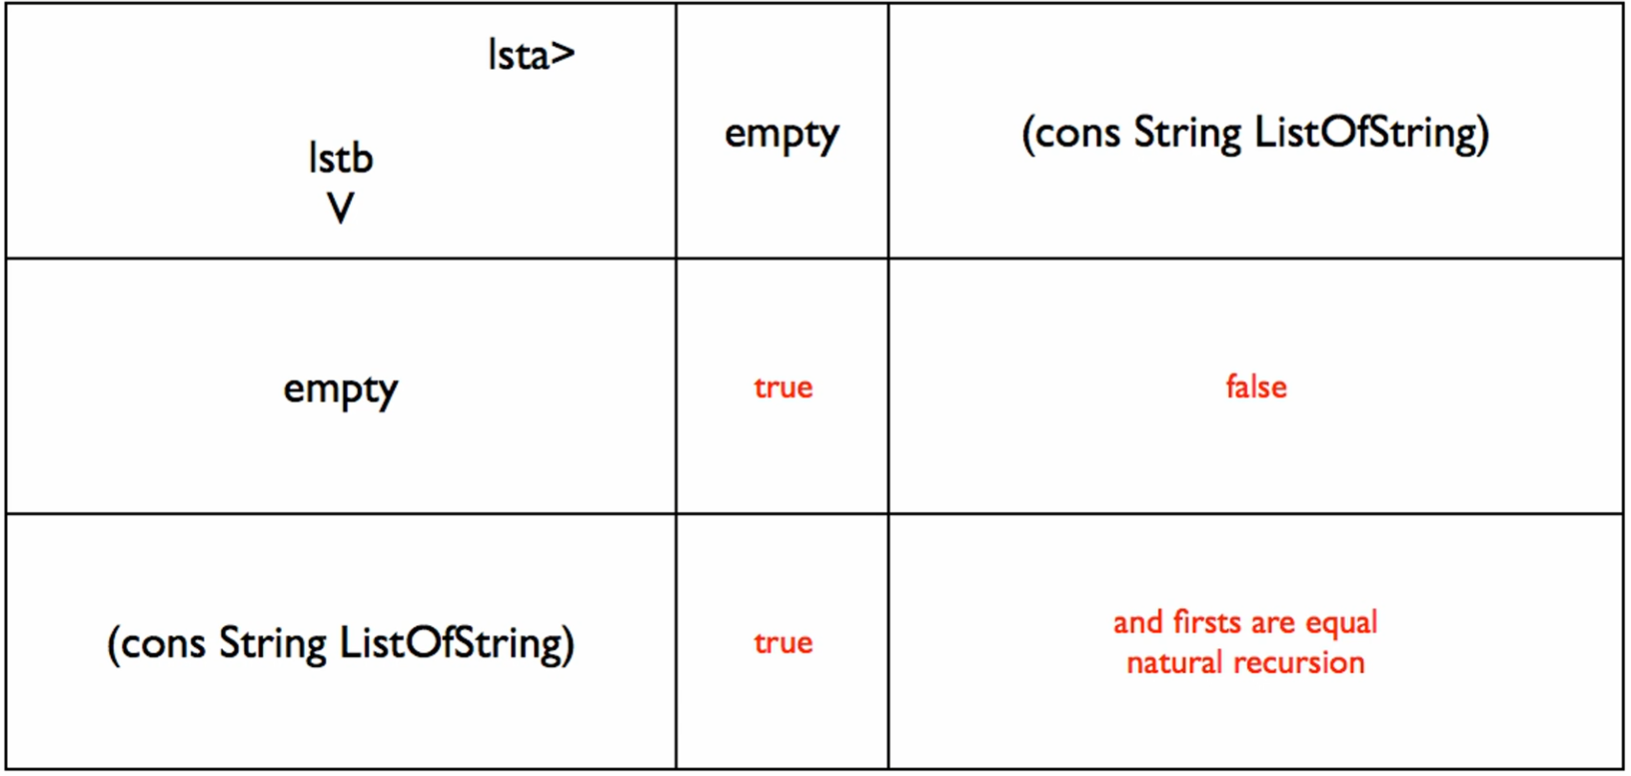 lsta>
lstb
V
empty
(cons String ListOfString)
empty
true
false
(cons String ListOfString)
true
and firsts are equal
natural recursion